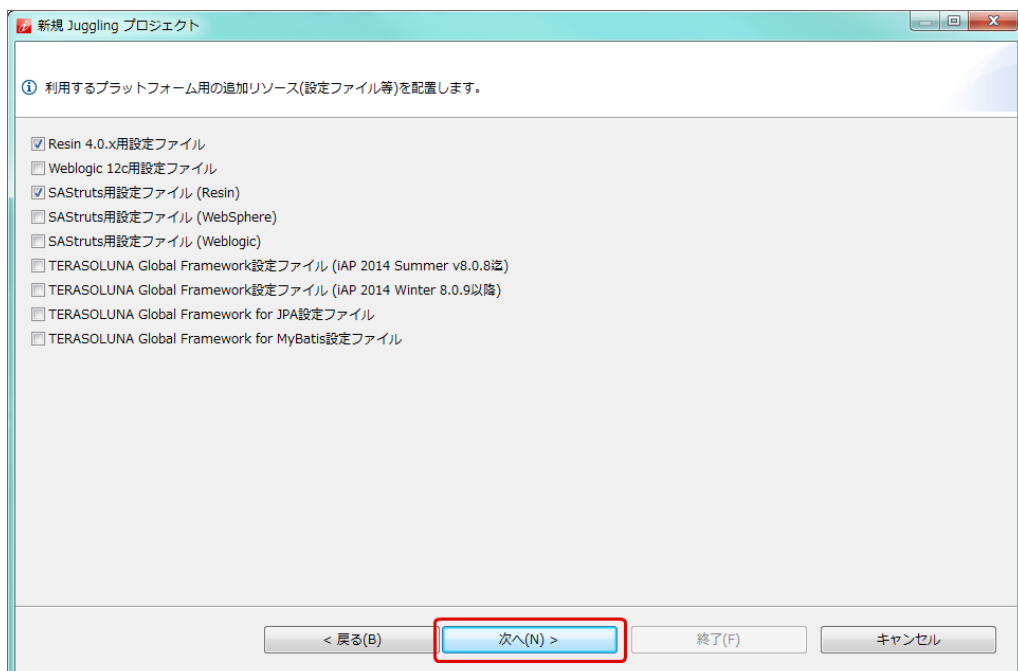 新規 Juggling プロジェクト
利用するプラットフォーム用の追加リソース(設定ファイル等)を配置します。
Resin 4.0.x用設定ファイル
Weblogic 12c用設定ファイル
SAStruts用設定ファイル (Resin)
SAStruts用設定ファイル (WebSphere)
SAStruts用設定ファイル (Weblogic)
TERASOLUNA Global Framework設定ファイル (iAP 2014 Summer v8.0.8迄)
TERASOLUNA Global Framework設定ファイル (iAP 2014 Winter 8.0.9以降)
TERASOLUNA Global Framework for JPA設定ファイル
TERASOLUNA Global Framework for MyBatis設定ファイル
< 戻る(B) 次へ(N) > 終了(F) キャンセル